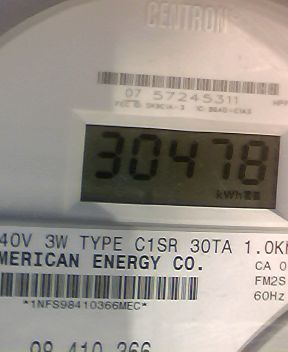 CENTRON
07 57245311
30478
kWh
40V 3W TYPE C1SR 30TA 1.0K
MERICAN ENERGY CO.
CA 0
FM2S
60Hz
*1NFS98410366MEC*
98 410 366